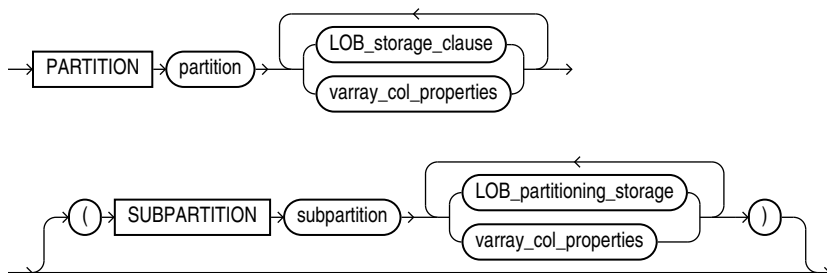 PARTITION partition LOB_storage_clause
varray_col_properties
( SUBPARTITION subpartition LOB_partitioning_storage )
varray_col_properties